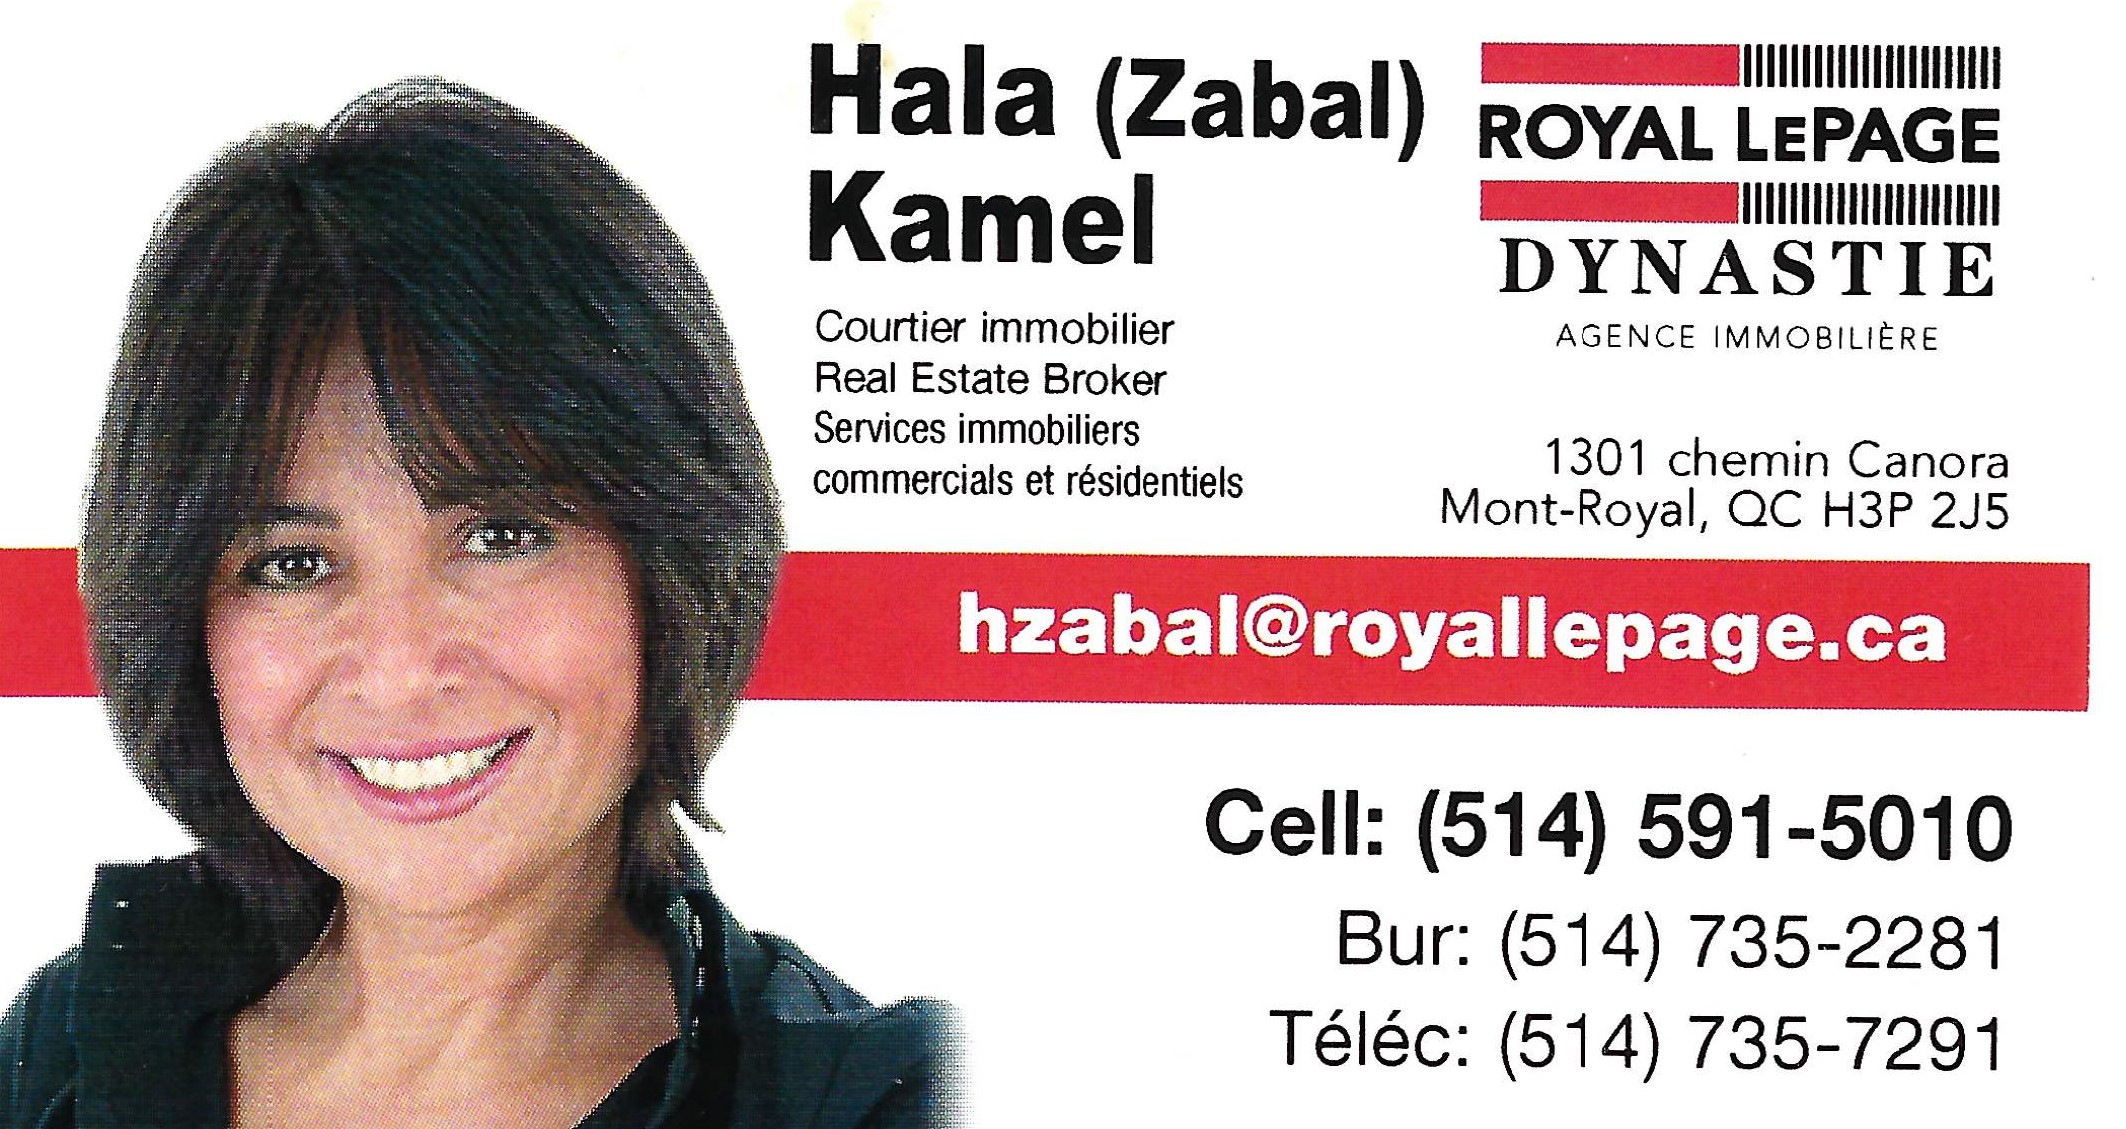 Hala (Zabal)
Kamel
Courtier immobilier
Real Estate Broker
Services immobiliers
commercials et résidentiels
ROYAL LEPAGE
DYNASTIE
AGENCE IMMOBILIÈRE
1301 chemin Canora
Mont-Royal, QC H3P 2J5
hzabal@royallepage.ca
Cell: (514) 591-5010
Bur: (514) 735-2281
Téléc: (514) 735-7291